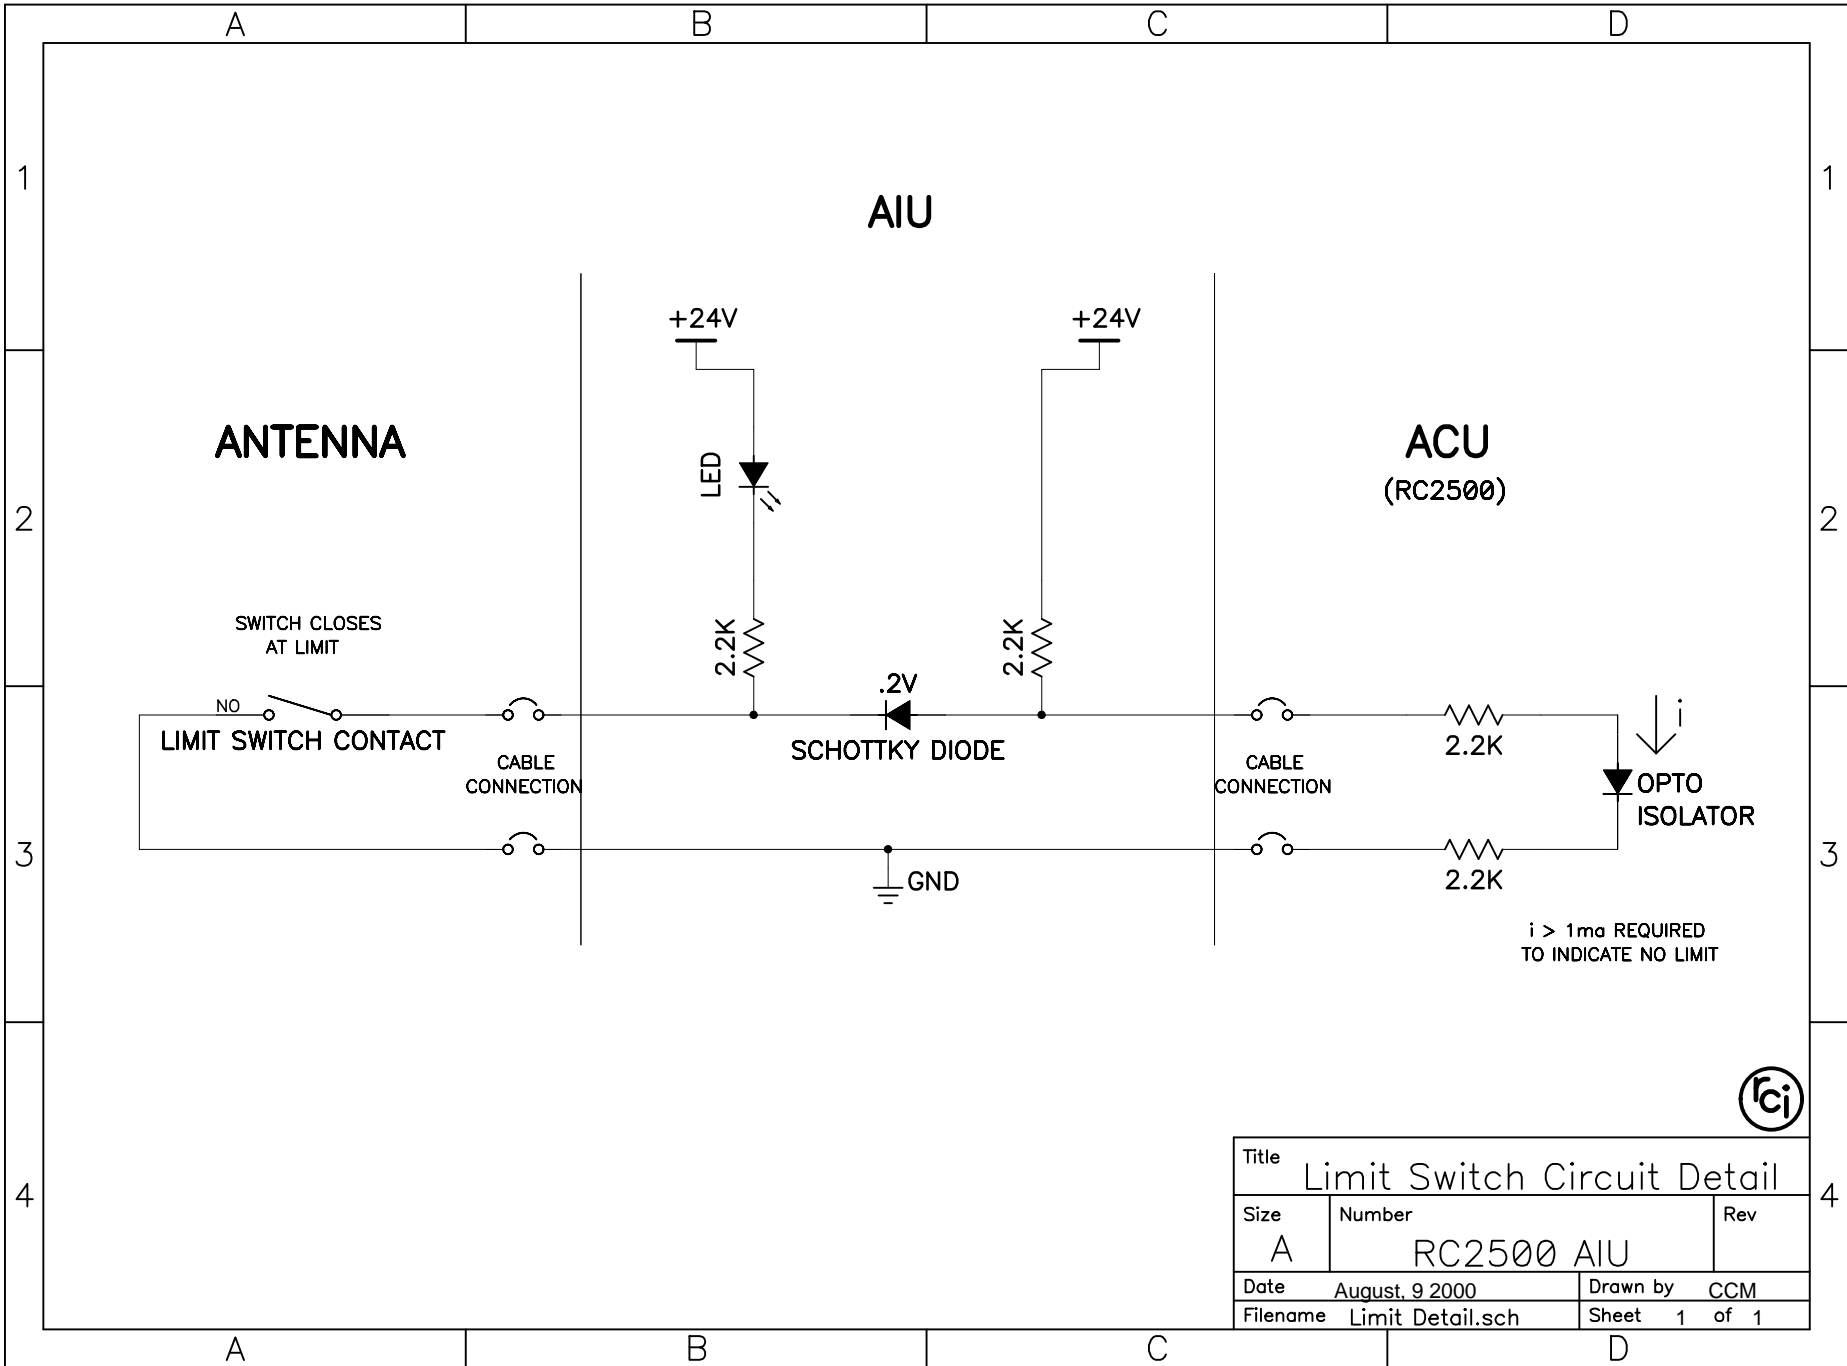 A B C D
1 1
AIU
+24V +24V
ANTENNA
ACU
(RC2500)
LED
2 2
SWITCH CLOSES
AT LIMIT
2.2K 2.2K
.2V
NO
LIMIT SWITCH CONTACT
SCHOTTKY DIODE
CABLE
CONNECTION
CABLE
CONNECTION
2.2K
i
OPTO
ISOLATOR
3 3
GND
2.2K
i > 1ma REQUIRED
TO INDICATE NO LIMIT
rci
Title Limit Switch Circuit Detail
4 4
Size Number Rev
A RC2500 AIU
Date August, 9 2000 Drawn by CCM
Filename Limit Detail.sch Sheet 1 of 1
A B C D